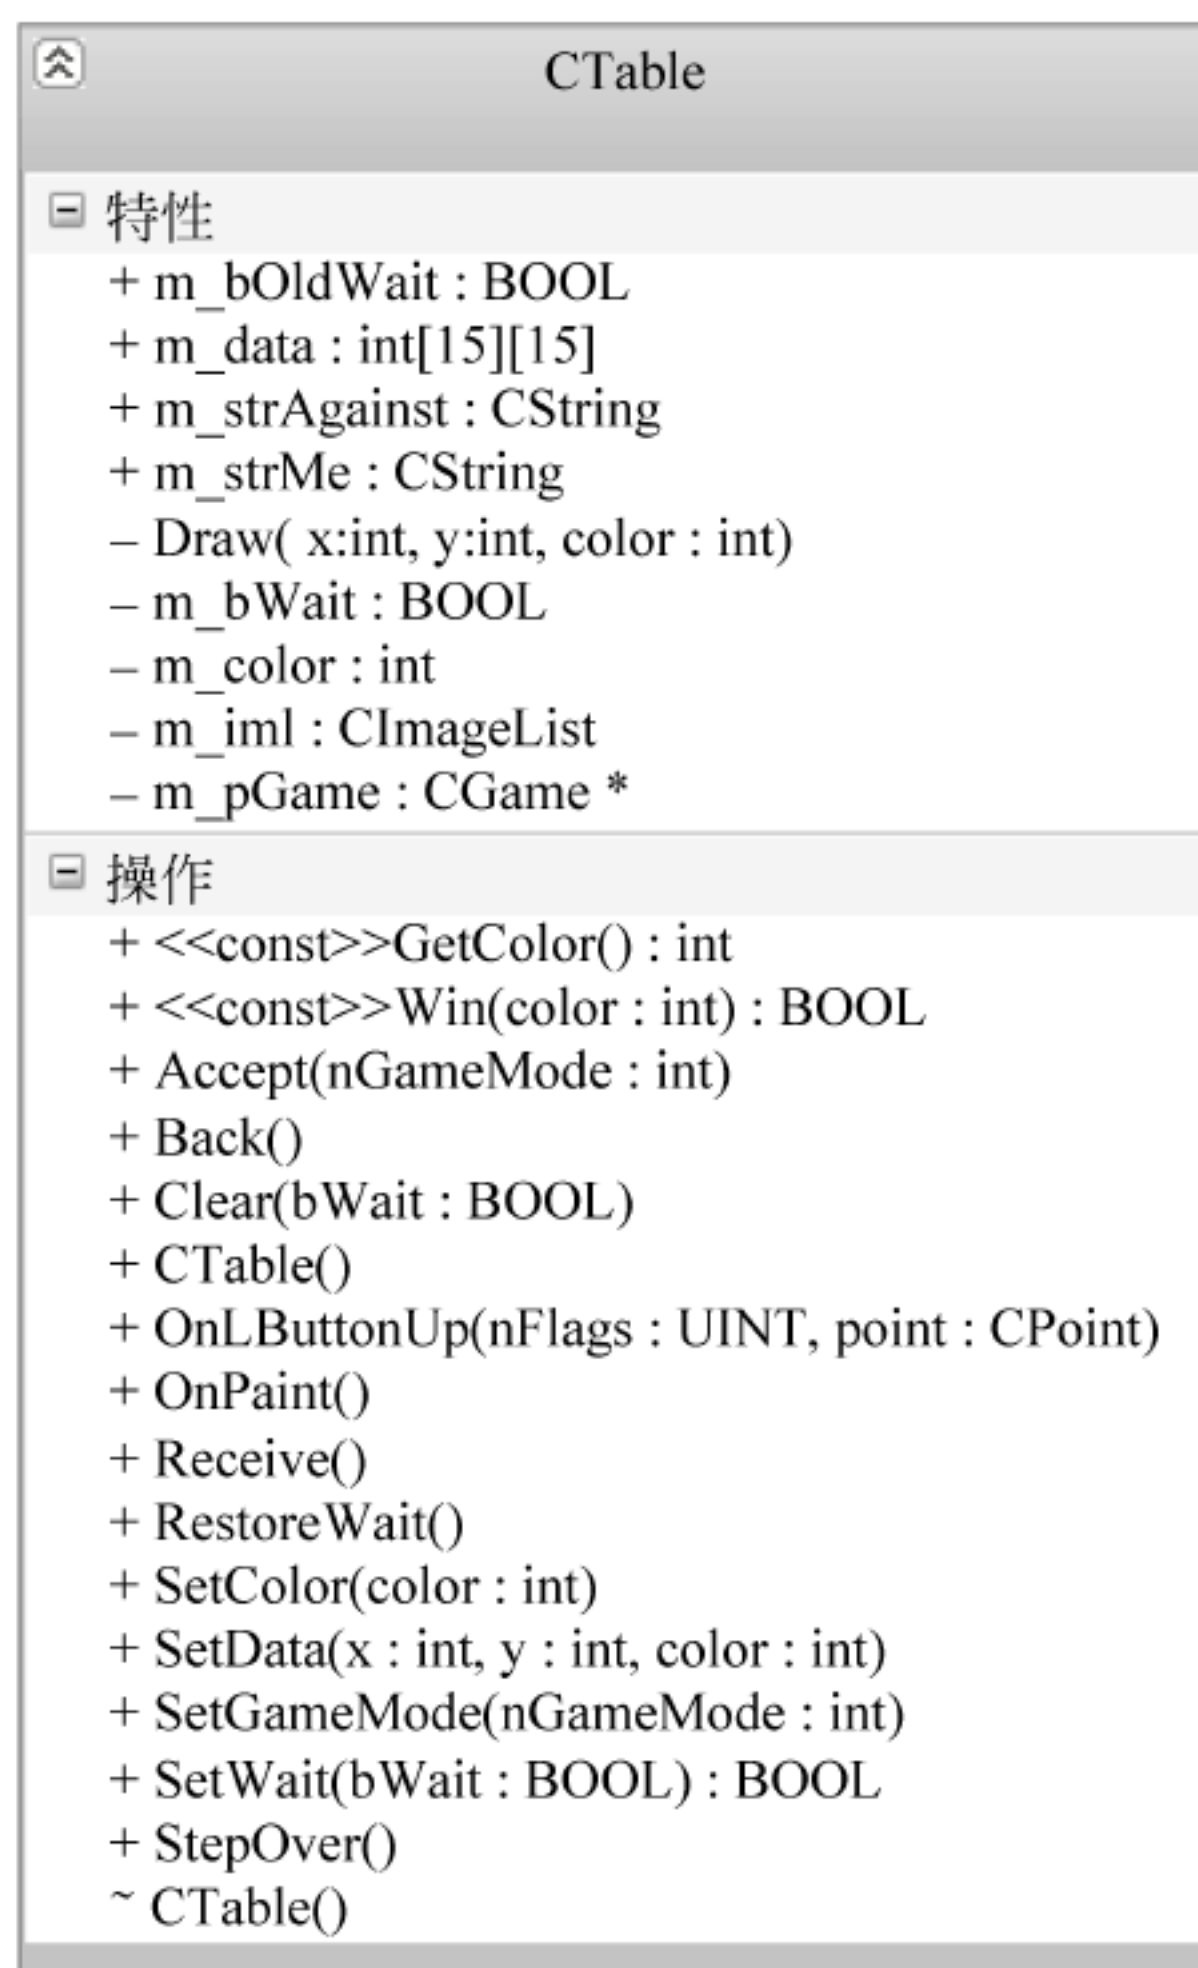 CTable
特性
+ m_bOldWait : BOOL
+ m_data : int[15][15]
+ m_strAgainst : CString
+ m_strMe : CString
– Draw( x:int, y:int, color : int)
– m_bWait : BOOL
– m_color : int
– m_iml : CImageList
– m_pGame : CGame *
操作
+ <<const>>GetColor() : int
+ <<const>>Win(color : int) : BOOL
+ Accept(nGameMode : int)
+ Back()
+ Clear(bWait : BOOL)
+ CTable()
+ OnLButtonUp(nFlags : UINT, point : CPoint)
+ OnPaint()
+ Receive()
+ RestoreWait()
+ SetColor(color : int)
+ SetData(x : int, y : int, color : int)
+ SetGameMode(nGameMode : int)
+ SetWait(bWait : BOOL) : BOOL
+ StepOver()
~ CTable()